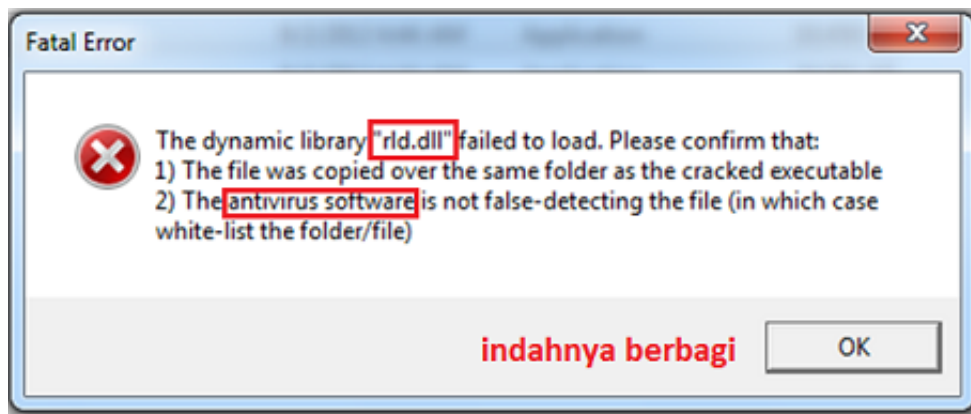 Fatal Error
The dynamic library "rld.dll" failed to load. Please confirm that:
1) The file was copied over the same folder as the cracked executable
2) The antivirus software is not false-detecting the file (in which case
white-list the folder/file)
indahnya berbagi
OK